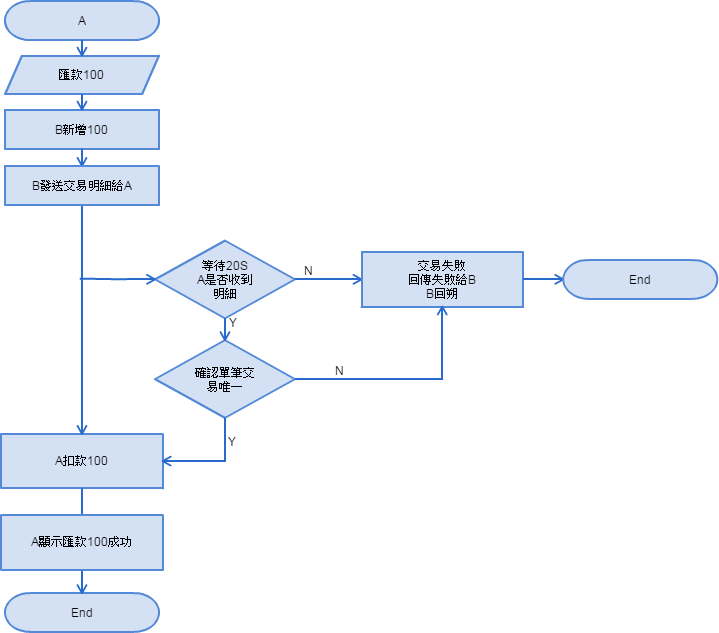 A
匯款100
B新增100
B發送交易明細給A
等待20S
A是否收到
明細
N
交易失敗
回傳失敗給B
B回朔
End
Y
確認單筆交
易唯一
N
Y
A扣款100
A顯示匯款100成功
End